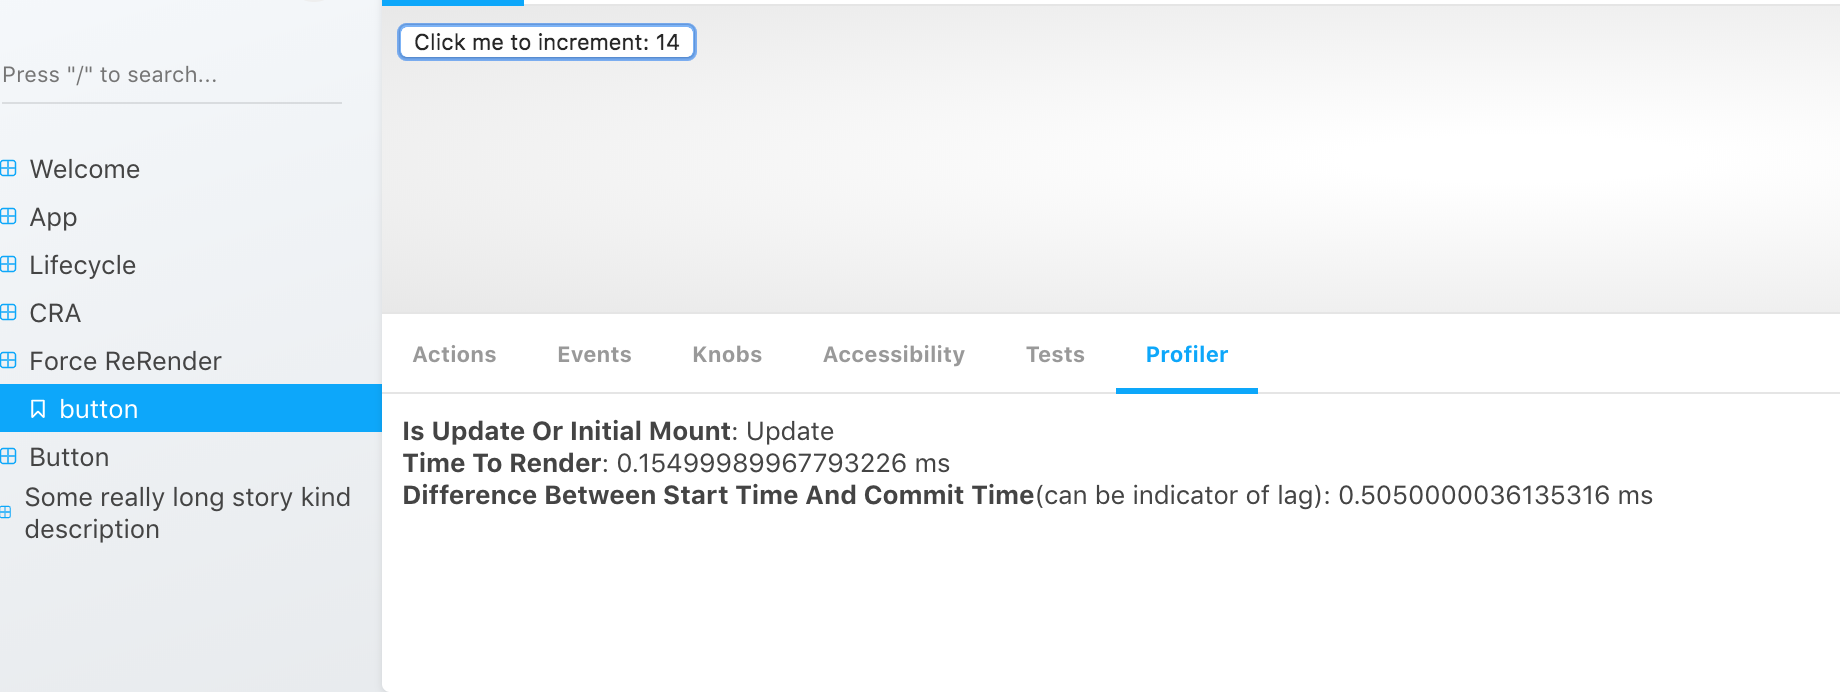 Press "/" to search...
Welcome
App
Lifecycle
CRA
Force ReRender
button
Button
Some really long story kind
description
Click me to increment: 14
Actions Events Knobs Accessibility Tests Profiler
Is Update Or Initial Mount: Update
Time To Render: 0.15499989967793226 ms
Difference Between Start Time And Commit Time(can be indicator of lag): 0.5050000036135316 ms